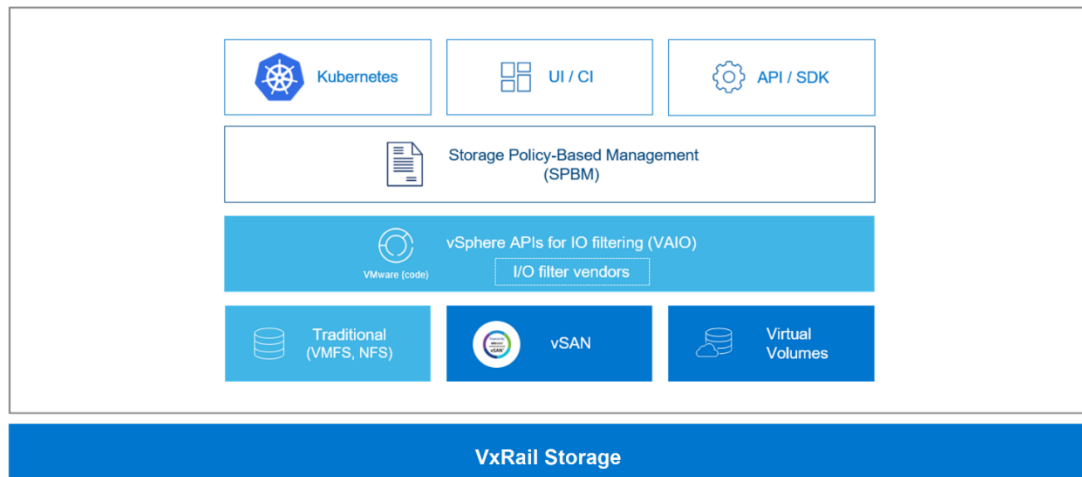 Kubernetes
UI / CI
API / SDK
Storage Policy-Based Management
(SPBM)
vSphere APIs for IO filtering (VAIO)
VMware {code}
I/O filter vendors
Traditional
(VMFS, NFS)
vSAN
vSAN
Virtual
Volumes
VxRail Storage